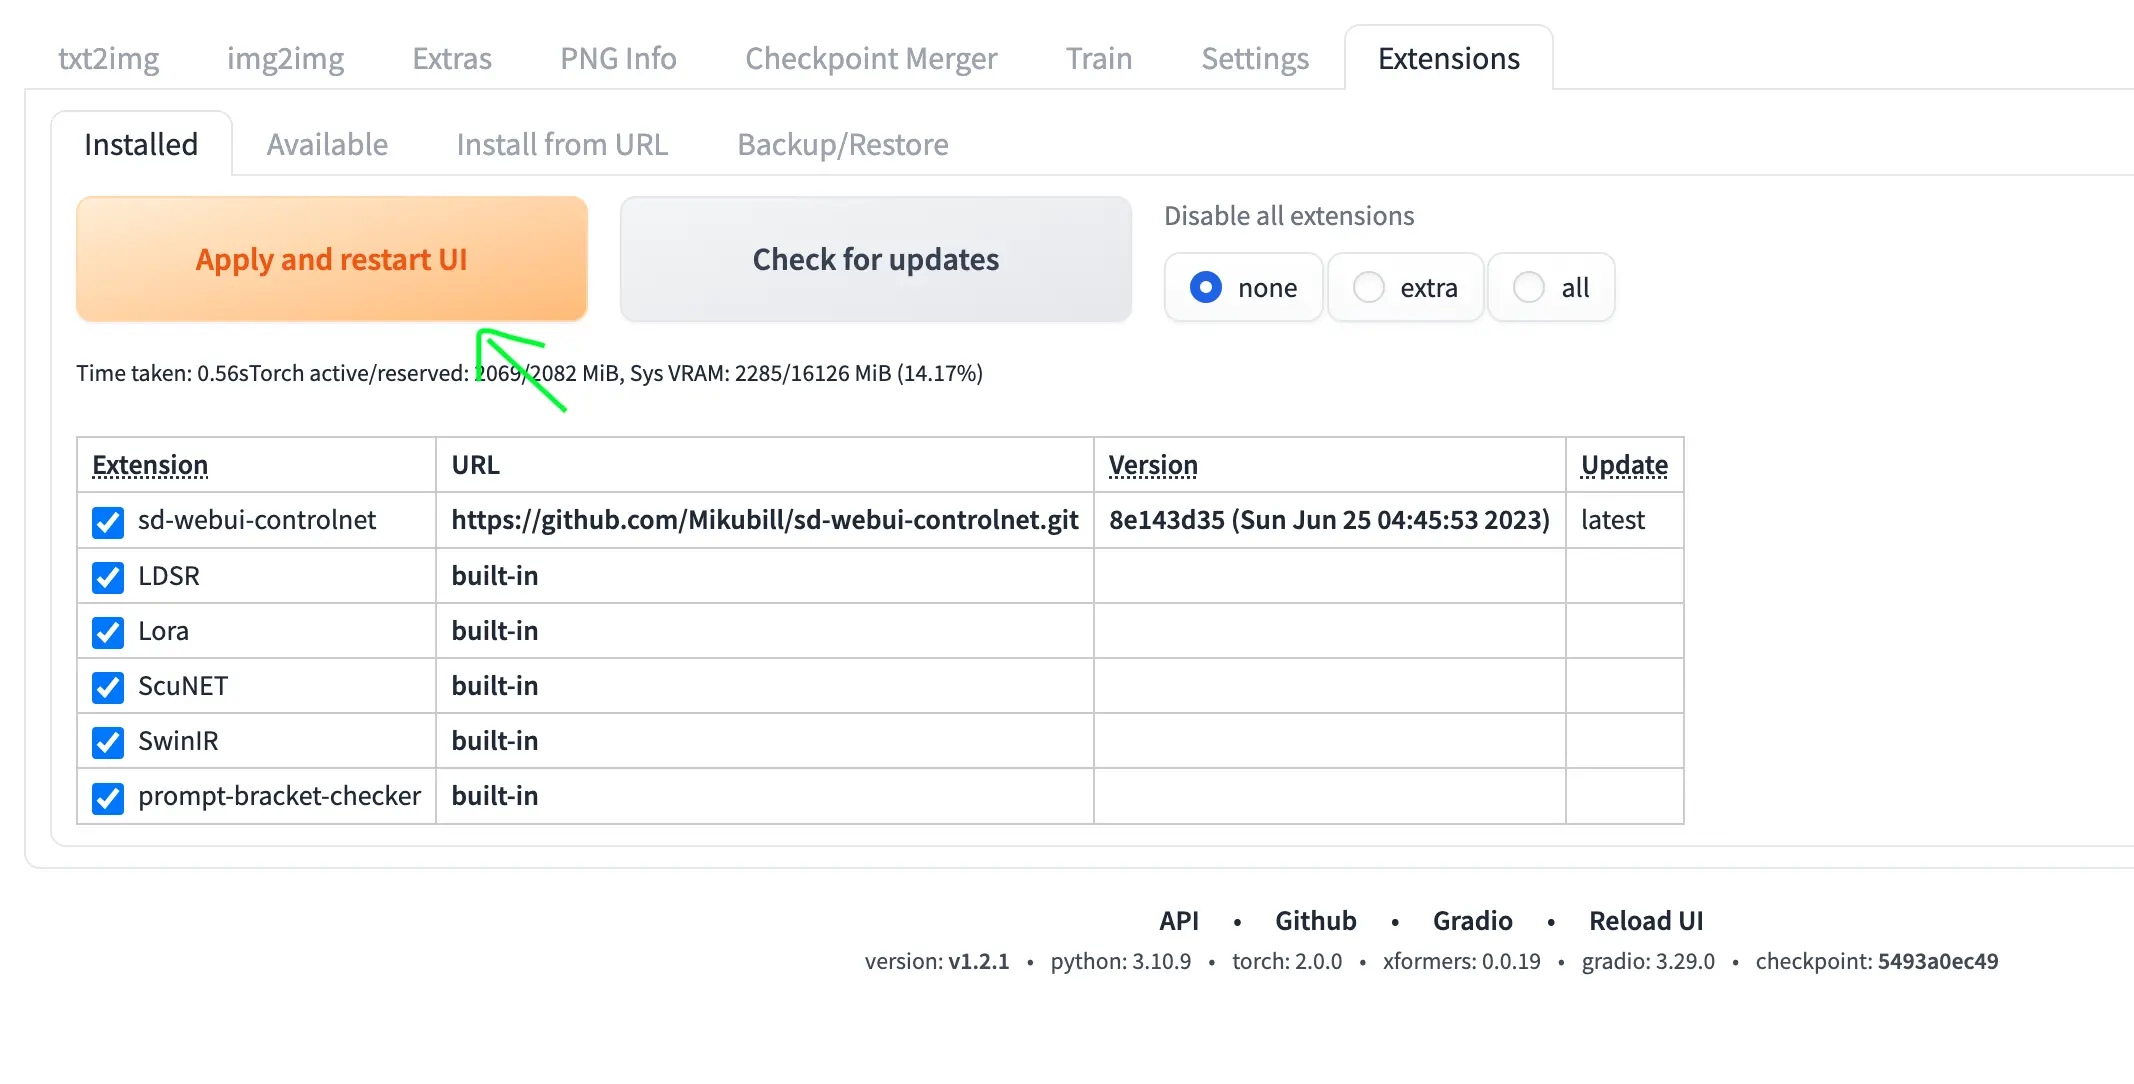 txt2img img2img Extras PNG Info Checkpoint Merger Train Settings Extensions
Installed Available Install from URL Backup/Restore
Apply and restart UI Check for updates
Disable all extensions
none extra all
Time taken: 0.56sTorch active/reserved: 2069/2082 MiB, Sys VRAM: 2285/16126 MiB (14.17%)
Extension URL Version Update
sd-webui-controlnet https://github.com/Mikubill/sd-webui-controlnet.git 8e143d35 (Sun Jun 25 04:45:53 2023) latest
LDSR built-in
Lora built-in
ScuNET built-in
SwinIR built-in
prompt-bracket-checker built-in
API • Github • Gradio • Reload UI
version: v1.2.1 • python: 3.10.9 • torch: 2.0.0 • xformers: 0.0.19 • gradio: 3.29.0 • checkpoint: 5493a0ec49